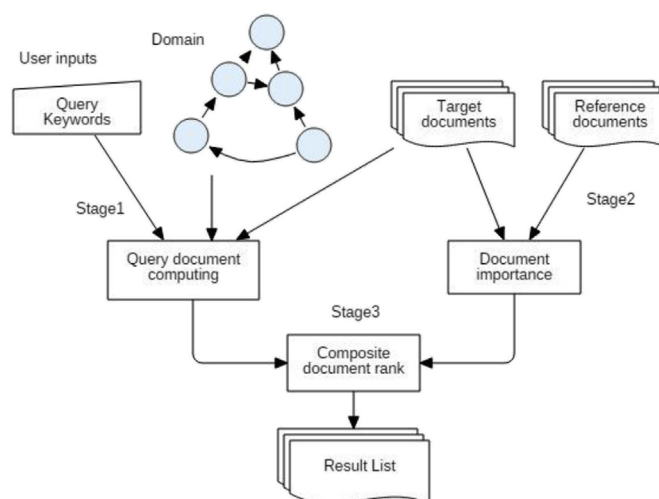 Domain
User inputs
Query
Keywords
Target
documents
Reference
documents
Stage1
Stage2
Query document
computing
Document
importance
Stage3
Composite
document rank
Result List